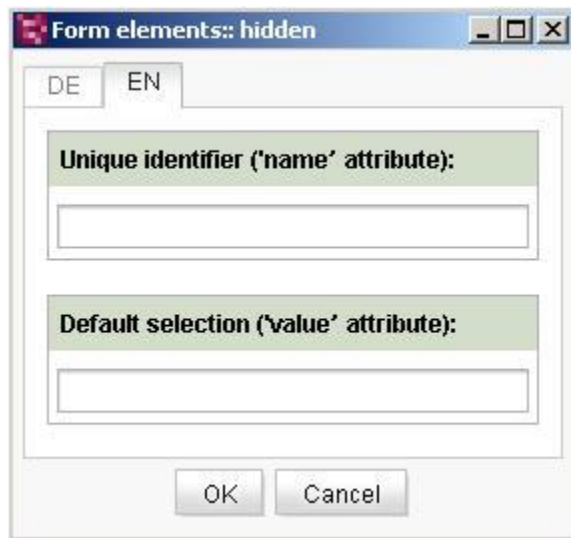 Form elements:: hidden
DE EN
Unique identifier ('name' attribute):
Default selection ('value' attribute):
OK Cancel